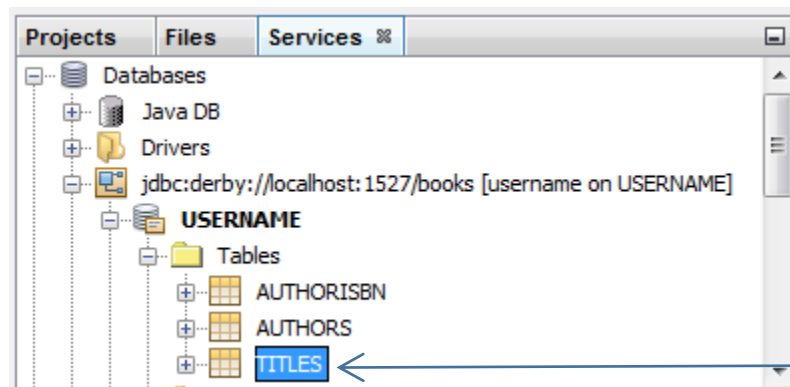 Projects Files Services
Databases
Java DB
Drivers
jdbc:derby://localhost:1527/books [username on USERNAME]
USERNAME
Tables
AUTHORISBN
AUTHORS
TITLES